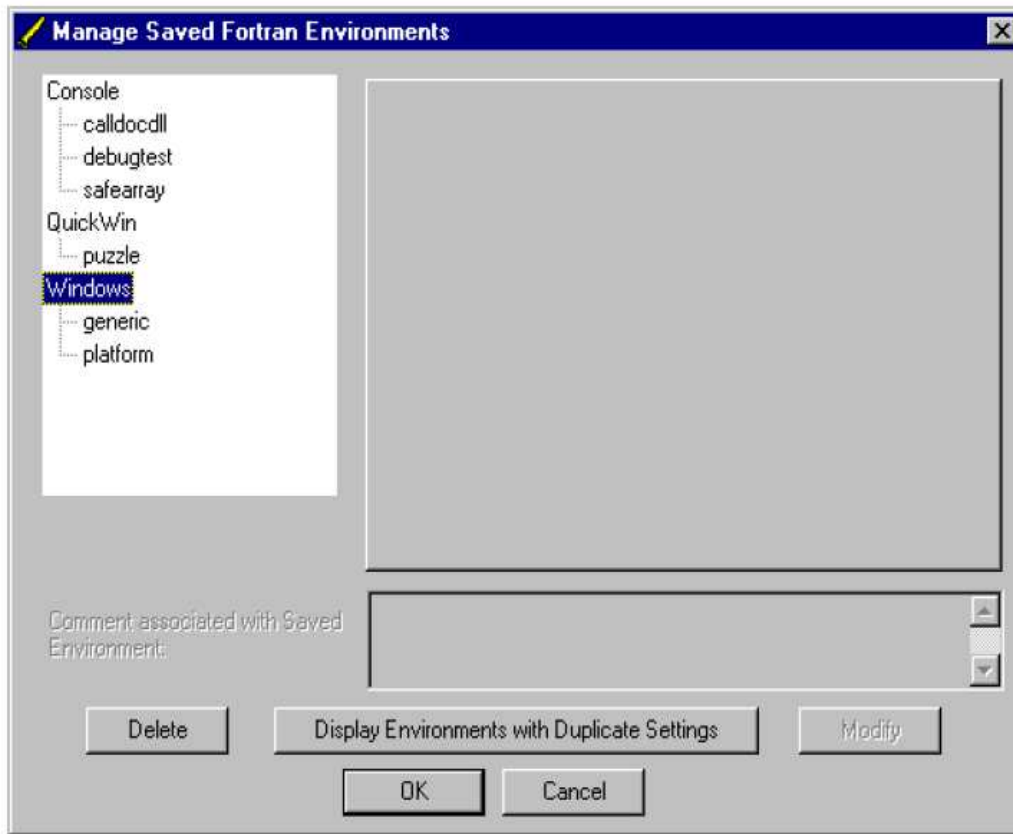 Manage Saved Fortran Environments
Console
calldocdll
debugtest
safearray
QuickWin
puzzle
Windows
generic
platform
Comment associated with Saved
Environment:
Delete
Display Environments with Duplicate Settings
Modify
OK
Cancel